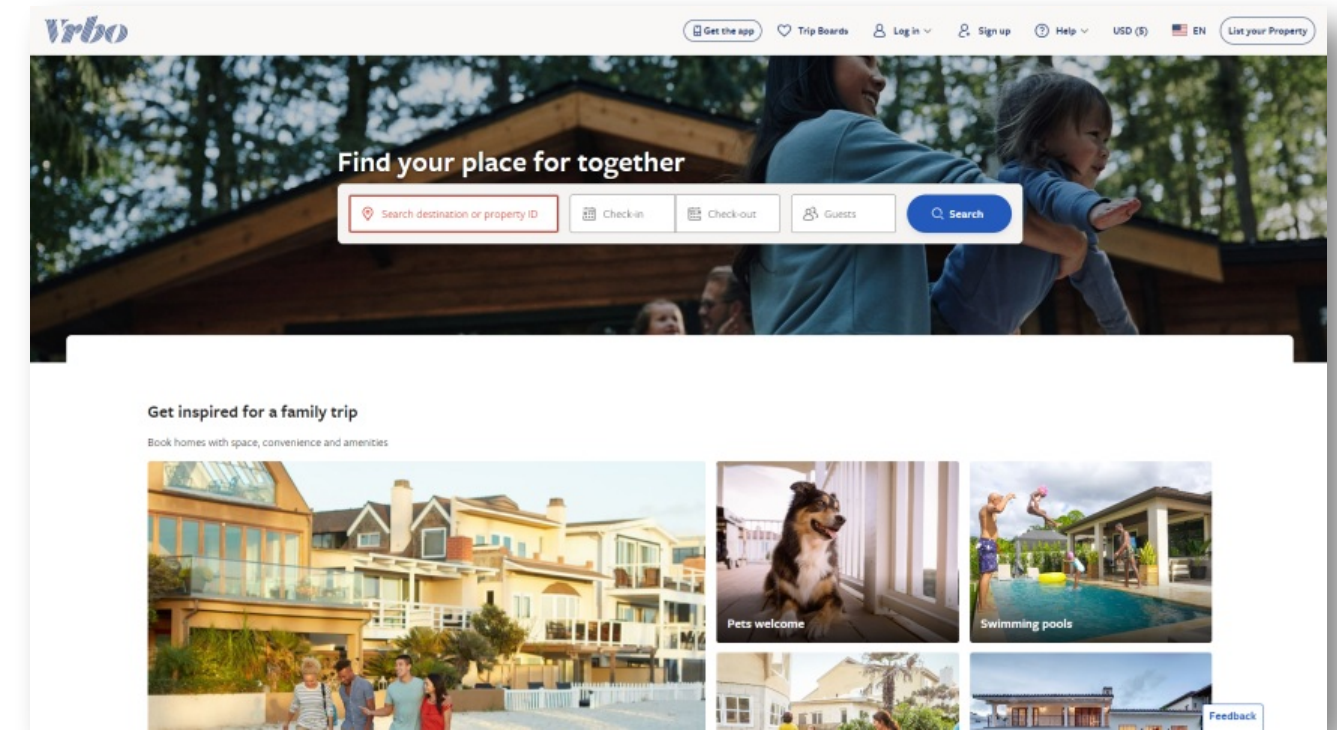 Vrbo
Get the app Trip Boards Log in Sign up Help USD ($) EN List your Property
Find your place for together
Search destination or property ID Check-in Check-out Guests Search
Get inspired for a family trip
Book homes with space, convenience and amenities
Pets welcome Swimming pools
Feedback